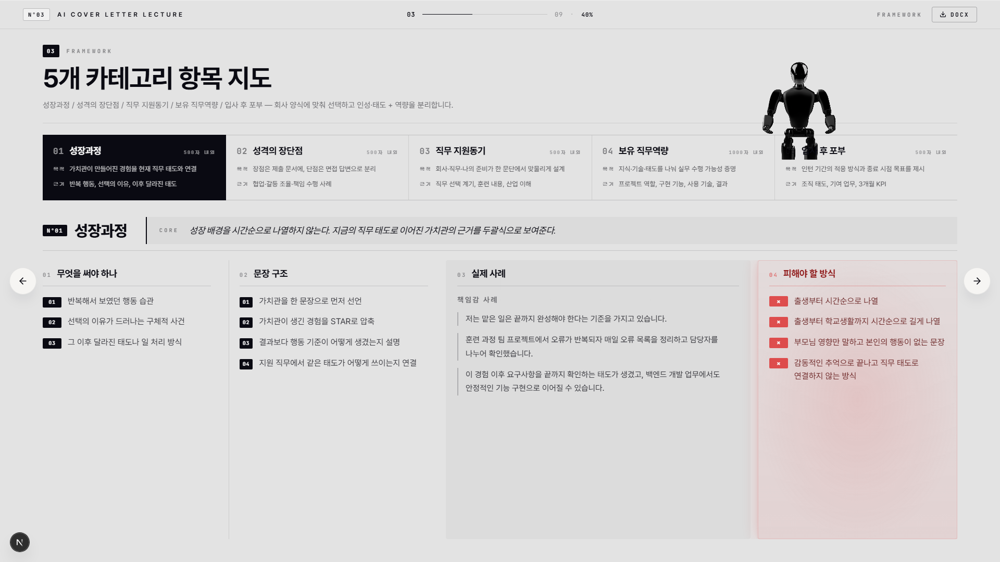 N°03 AI COVER LETTER LECTURE
03 09 · 40%
FRAMEWORK DOCX
03 FRAMEWORK
5개 카테고리 항목 지도
성장과정 / 성격의 장단점 / 직무 지원동기 / 보유 직무역량 / 입사 후 포부 — 회사 양식에 맞춰 선택하고 인성·태도 + 역량을 분리합니다.
01 성장과정 500자 내외
목적 가치관이 만들어진 경험을 현재 직무 태도와 연결
근거 반복 행동, 선택의 이유, 이후 달라진 태도
02 성격의 장단점 500자 내외
목적 장점은 제출 문서에, 단점은 면접 답변으로 분리
근거 협업·갈등 조율·책임 수행 사례
03 직무 지원동기 500자 내외
목적 회사·직무·나의 준비가 한 문단에서 맞물리게 설계
근거 직무 선택 계기, 훈련 내용, 산업 이해
04 보유 직무역량 1000자 내외
목적 지식·기술·태도를 나눠 실무 수행 가능성 증명
근거 프로젝트 역할, 구현 기능, 사용 기술, 결과
후 포부 500자 내외
목적 인턴 기간의 적응 방식과 종료 시점 목표를 제시
근거 조직 태도, 기여 업무, 3개월 KPI
N°01 성장과정
CORE 성장 배경을 시간순으로 나열하지 않는다. 지금의 직무 태도로 이어진 가치관의 근거를 두괄식으로 보여준다.
01 무엇을 써야 하나
01 반복해서 보였던 행동 습관
02 선택의 이유가 드러나는 구체적 사건
03 그 이후 달라진 태도나 일 처리 방식
02 문장 구조
01 가치관을 한 문장으로 먼저 선언
02 가치관이 생긴 경험을 STAR로 압축
03 결과보다 행동 기준이 어떻게 생겼는지 설명
04 지원 직무에서 같은 태도가 어떻게 쓰이는지 연결
03 실제 사례
책임감 사례
저는 맡은 일은 끝까지 완성해야 한다는 기준을 가지고 있습니다.
훈련 과정 팀 프로젝트에서 오류가 반복되자 매일 오류 목록을 정리하고 담당자를
나누어 확인했습니다.
이 경험 이후 요구사항을 끝까지 확인하는 태도가 생겼고, 백엔드 개발 업무에서도
안정적인 기능 구현으로 이어질 수 있습니다.
04 피해야 할 방식
× 출생부터 시간순으로 나열
× 출생부터 학교생활까지 시간순으로 길게 나열
× 부모님 영향만 말하고 본인의 행동이 없는 문장
× 감동적인 추억으로 끝나고 직무 태도로
연결하지 않는 방식
N